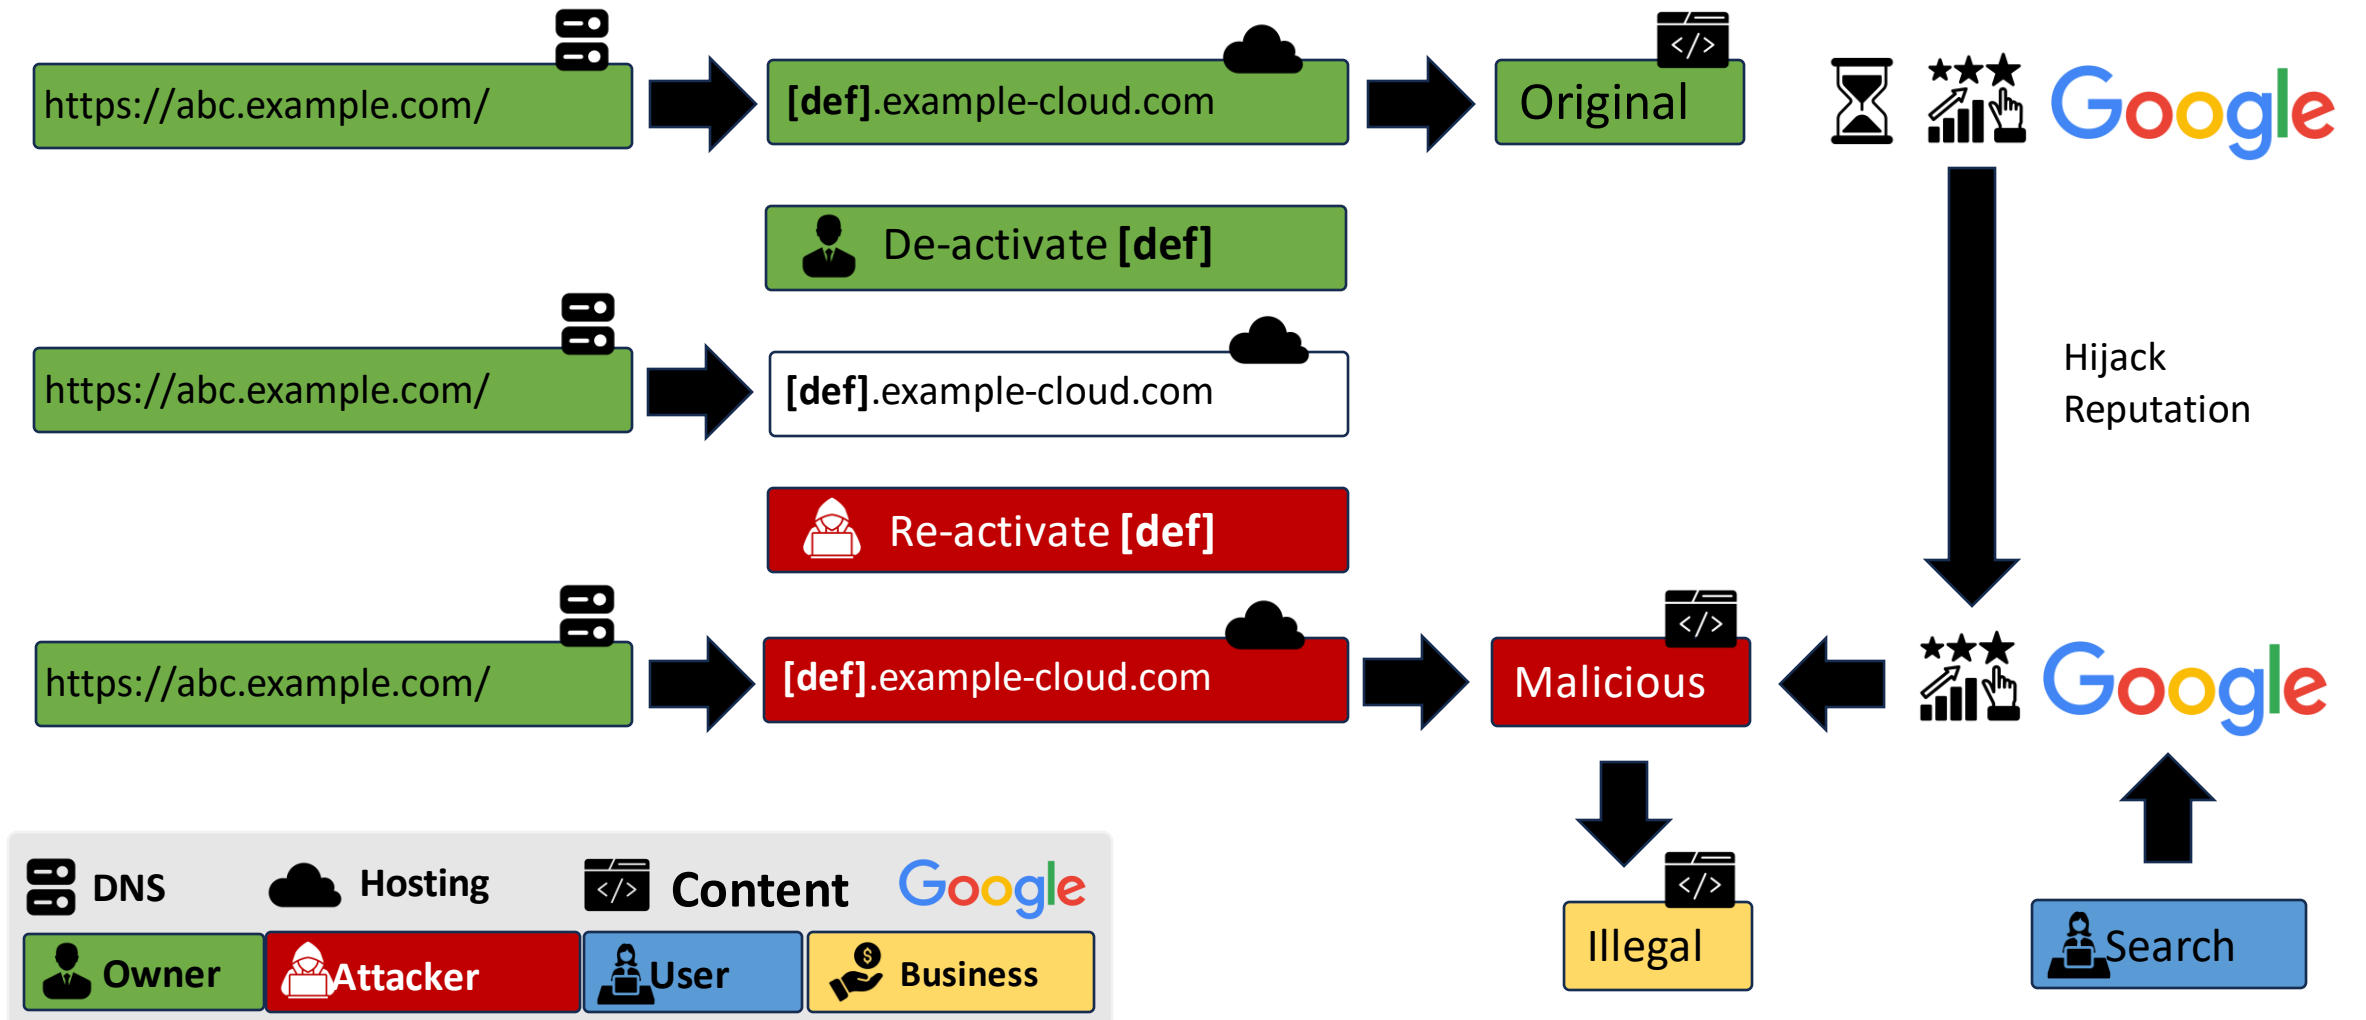 https://abc.example.com/
[def].example-cloud.com
</>
Original
Google
De-activate [def]
https://abc.example.com/
[def].example-cloud.com
Hijack
Reputation
Re-activate [def]
https://abc.example.com/
[def].example-cloud.com
</>
Malicious
Google
DNS
Hosting
</>
Content
Google
Owner
Attacker
User
$
Business
</>
Illegal
Search